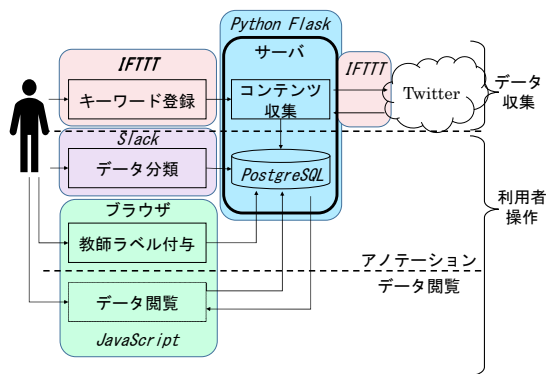 Python Flask
サーバ
IFTTT
キーワード登録
コンテンツ
収集
IFTTT
Twitter
データ
収集
Slack
データ分類
PostgreSQL
ブラウザ
教師ラベル付与
利用者
操作
アノテーション
データ閲覧
データ閲覧
JavaScript